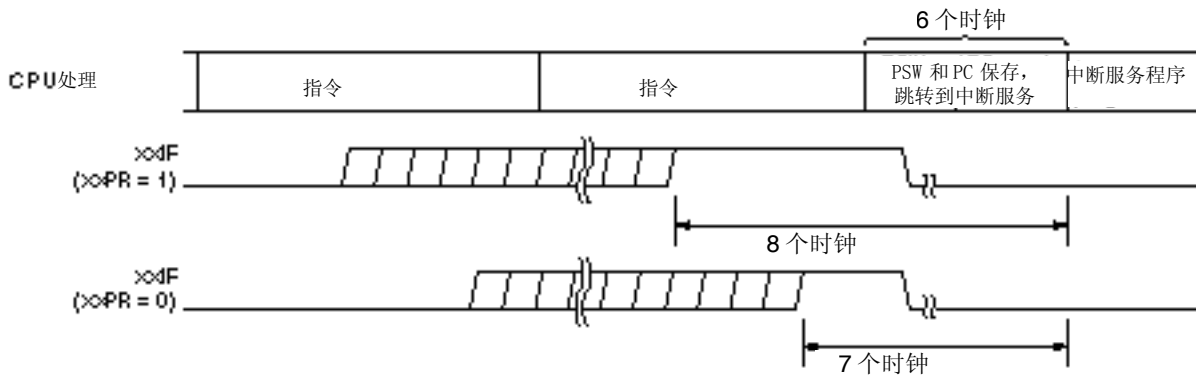 6 个时钟
CPU处理
指令
指令
PSW 和 PC 保存，
跳转到中断服务
中断服务程序
××IF
(××PR = 1)
8 个时钟
××IF
(××PR = 0)
7 个时钟